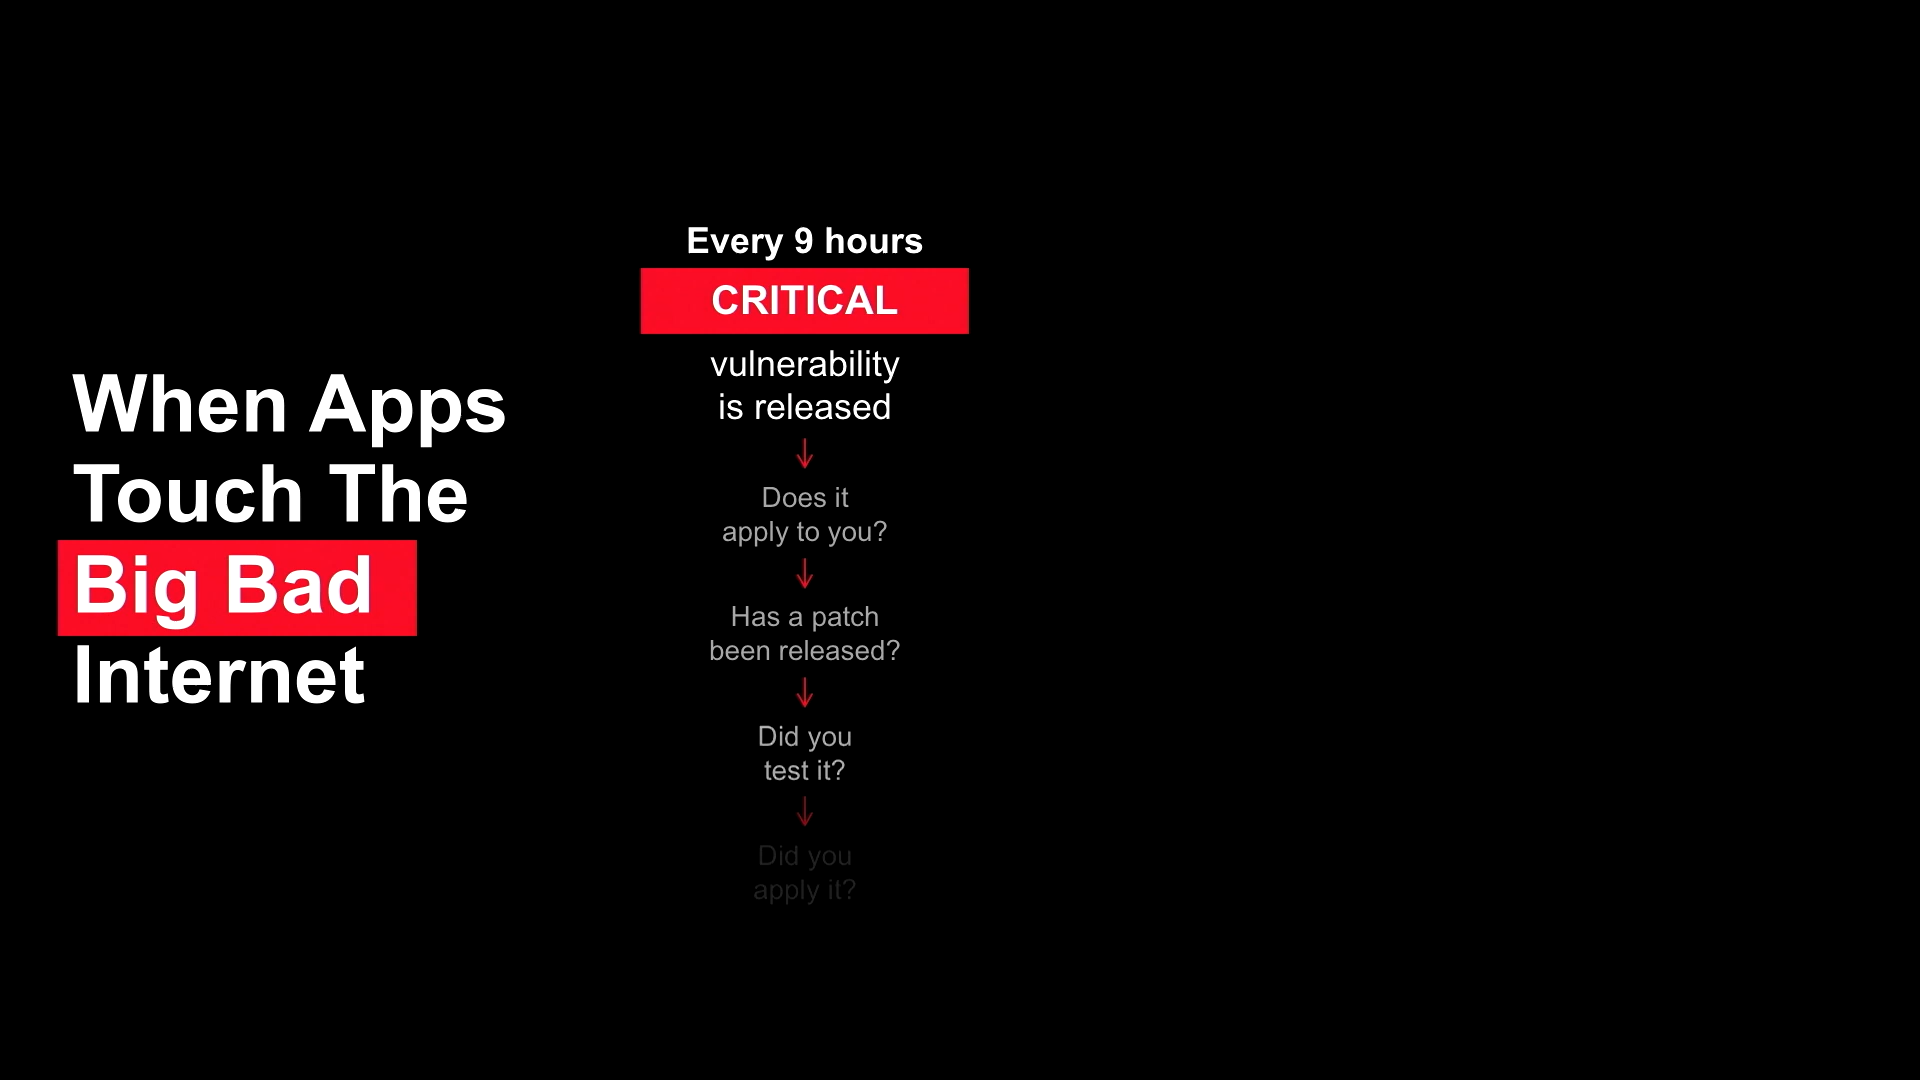 When Apps
Touch The
Big Bad
Internet
Every 9 hours
CRITICAL
vulnerability
is released
Does it
apply to you?
Has a patch
been released?
Did you
test it?
Did you
apply it?